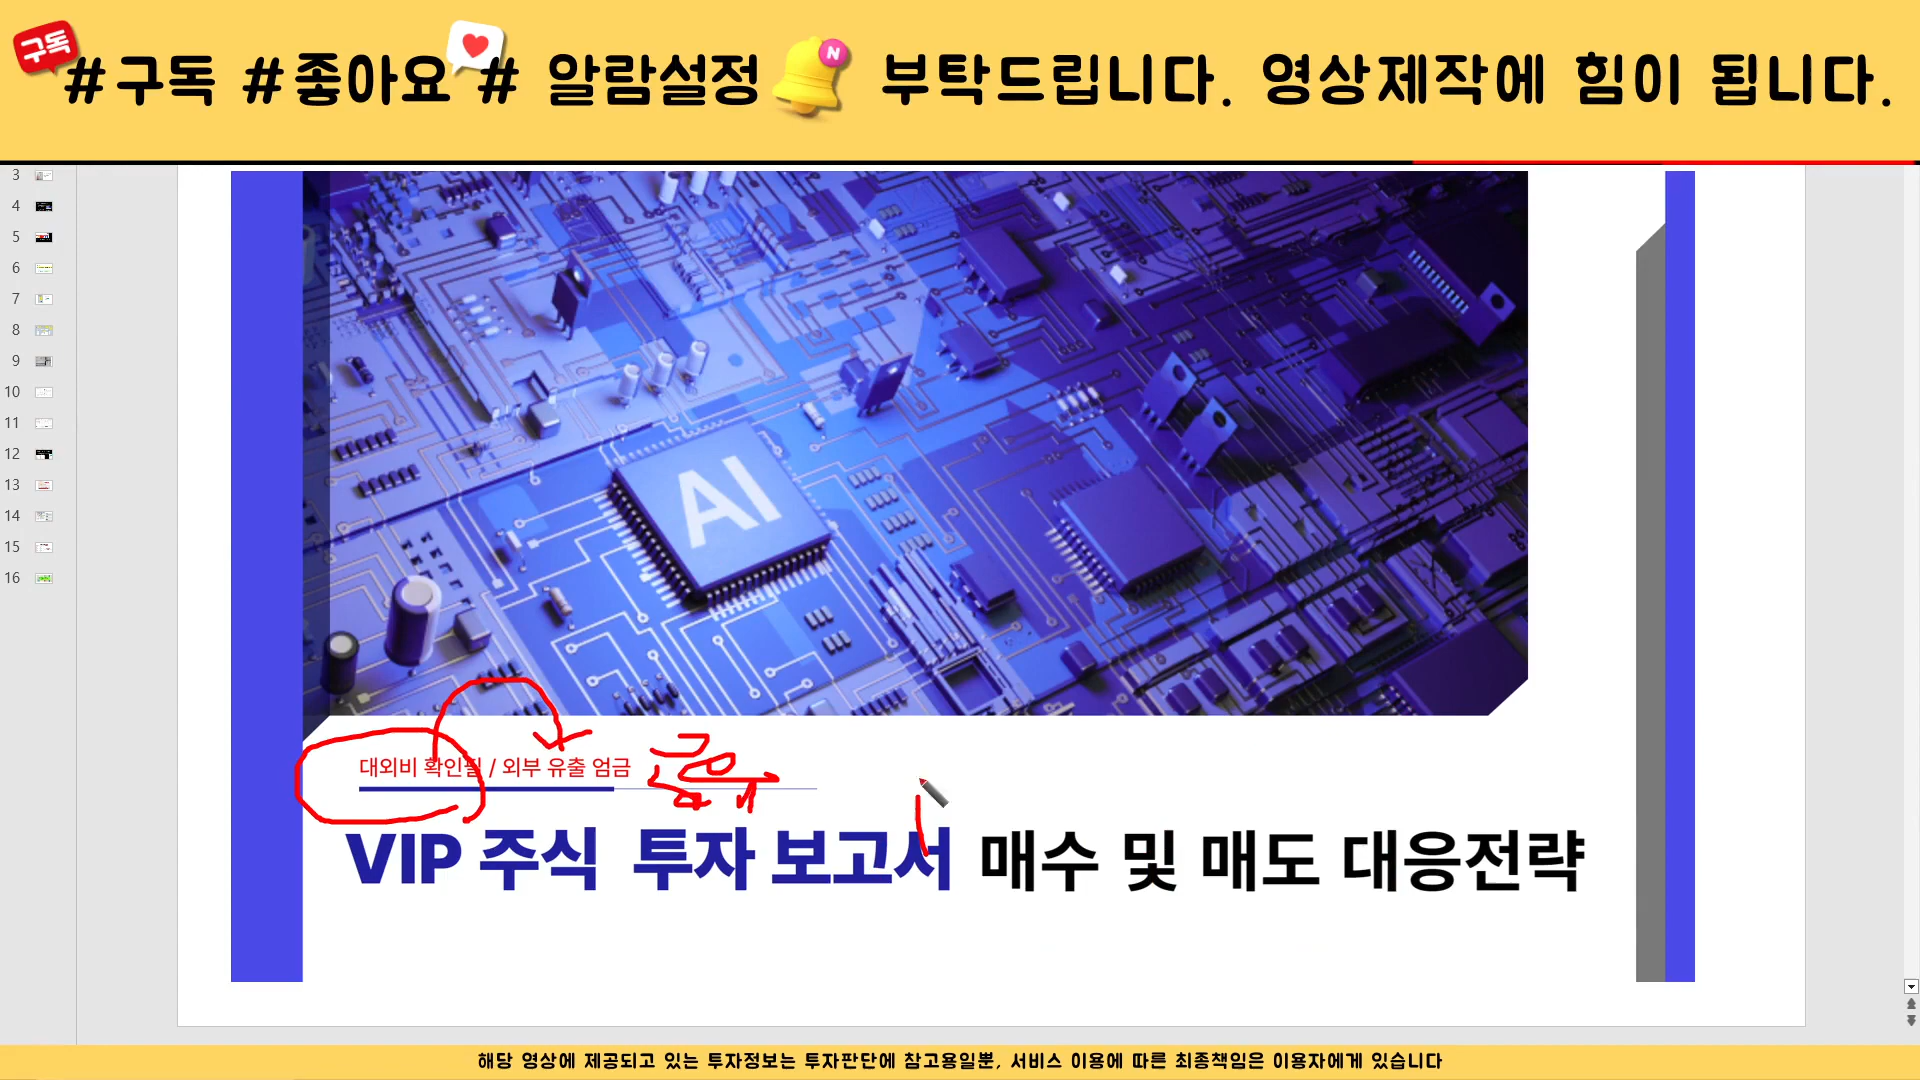 구독
#구독 #좋아요 # 알람설정 N 부탁드립니다. 영상제작에 힘이 됩니다.
3
4
5
6
7
8
9
10
11
12
13
14
15
16
AI
대외비 확인필 / 외부 유출 엄금
VIP 주식 투자 보고서 매수 및 매도 대응전략
해당 영상에 제공되고 있는 투자정보는 투자판단에 참고용일뿐, 서비스 이용에 따른 최종책임은 이용자에게 있습니다